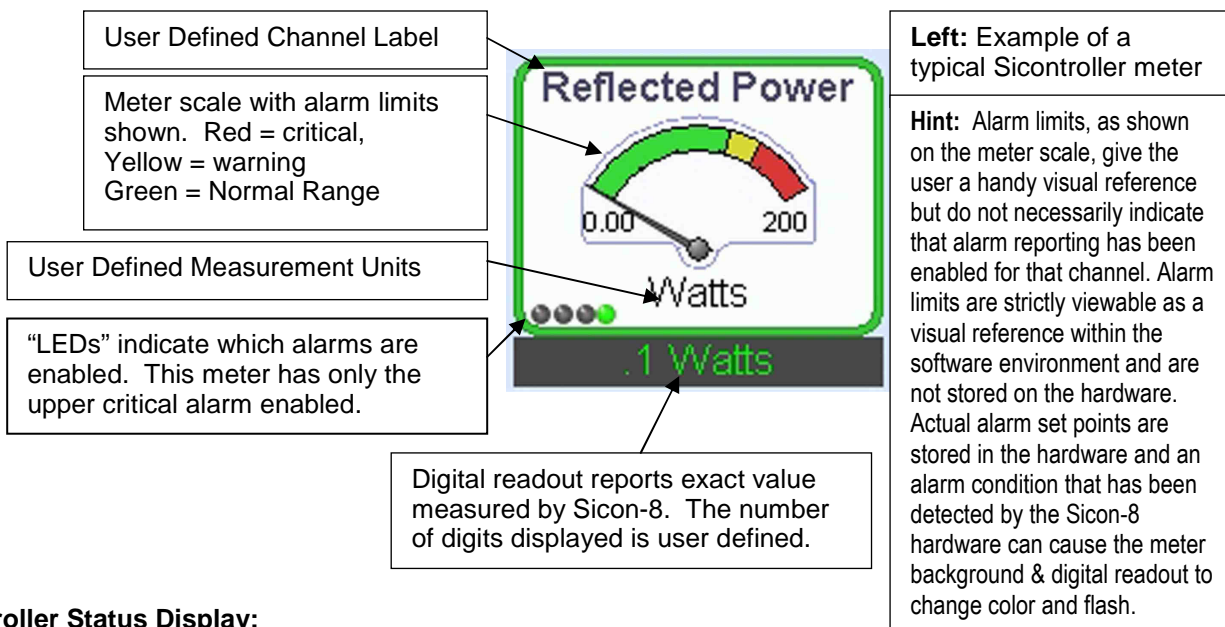 User Defined Channel Label
Meter scale with alarm limits
shown.  Red = critical,
Yellow = warning
Green = Normal Range
User Defined Measurement Units
“LEDs” indicate which alarms are
enabled.  This meter has only the
upper critical alarm enabled.
Reflected Power
0.00
200
Watts
.1 Watts
Digital readout reports exact value
measured by Sicon-8.  The number
of digits displayed is user defined.
Left: Example of a
typical Sicontroller meter
Hint:  Alarm limits, as shown
on the meter scale, give the
user a handy visual reference
but do not necessarily indicate
that alarm reporting has been
enabled for that channel. Alarm
limits are strictly viewable as a
visual reference within the
software environment and are
not stored on the hardware.
Actual alarm set points are
stored in the hardware and an
alarm condition that has been
detected by the Sicon-8
hardware can cause the meter
background & digital readout to
change color and flash.
roller Status Display: